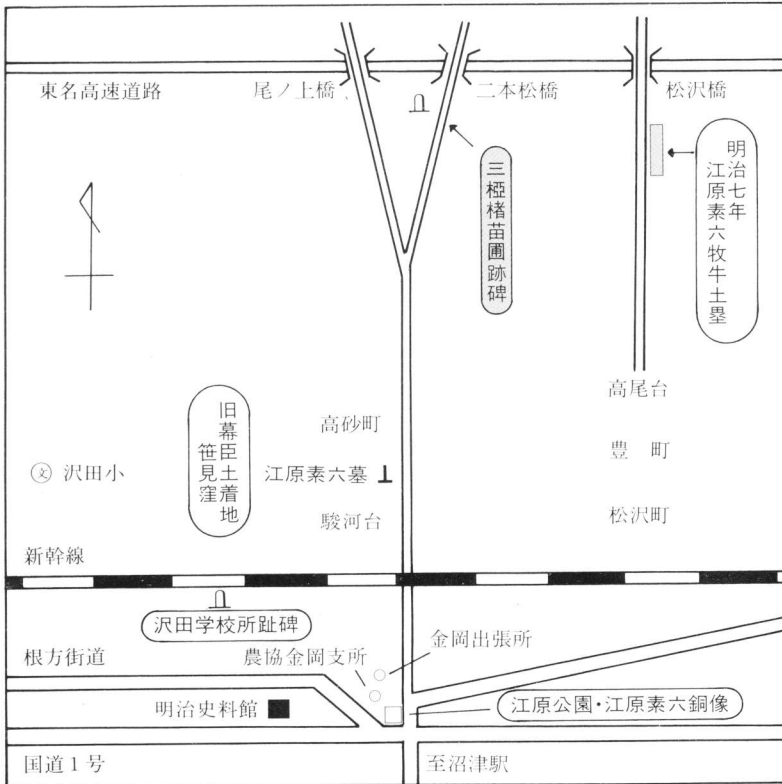 東名高速道路
尾ノ上橋
二本松橋
松沢橋
三椏楮苗圃跡碑
明治七年
江原素六牧牛土塁
高尾台
豊 町
松沢町
高砂町
江原素六墓
駿河台
旧幕臣土着地
笹見窪
文 沢田小
新幹線
沢田学校所趾碑
根方街道
農協金岡支所
金岡出張所
明治史料館
江原公園・江原素六銅像
国道1号
至沼津駅